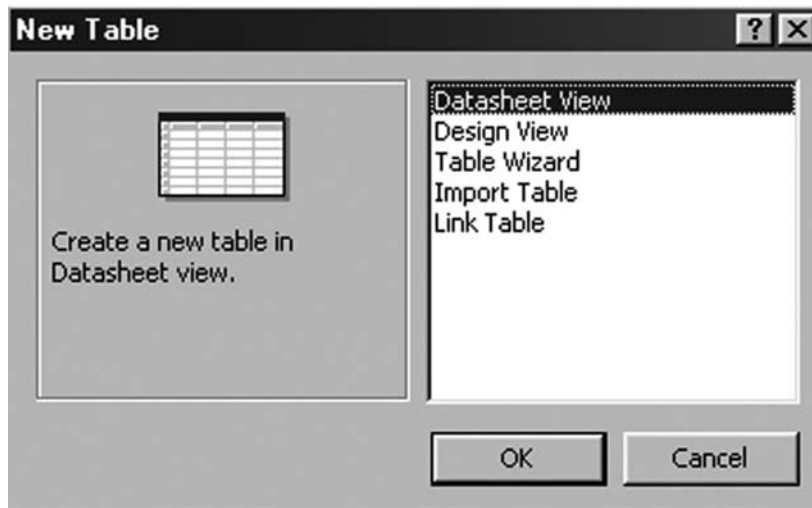 New Table
Create a new table in
Datasheet view.
Datasheet View
Design View
Table Wizard
Import Table
Link Table
OK
Cancel